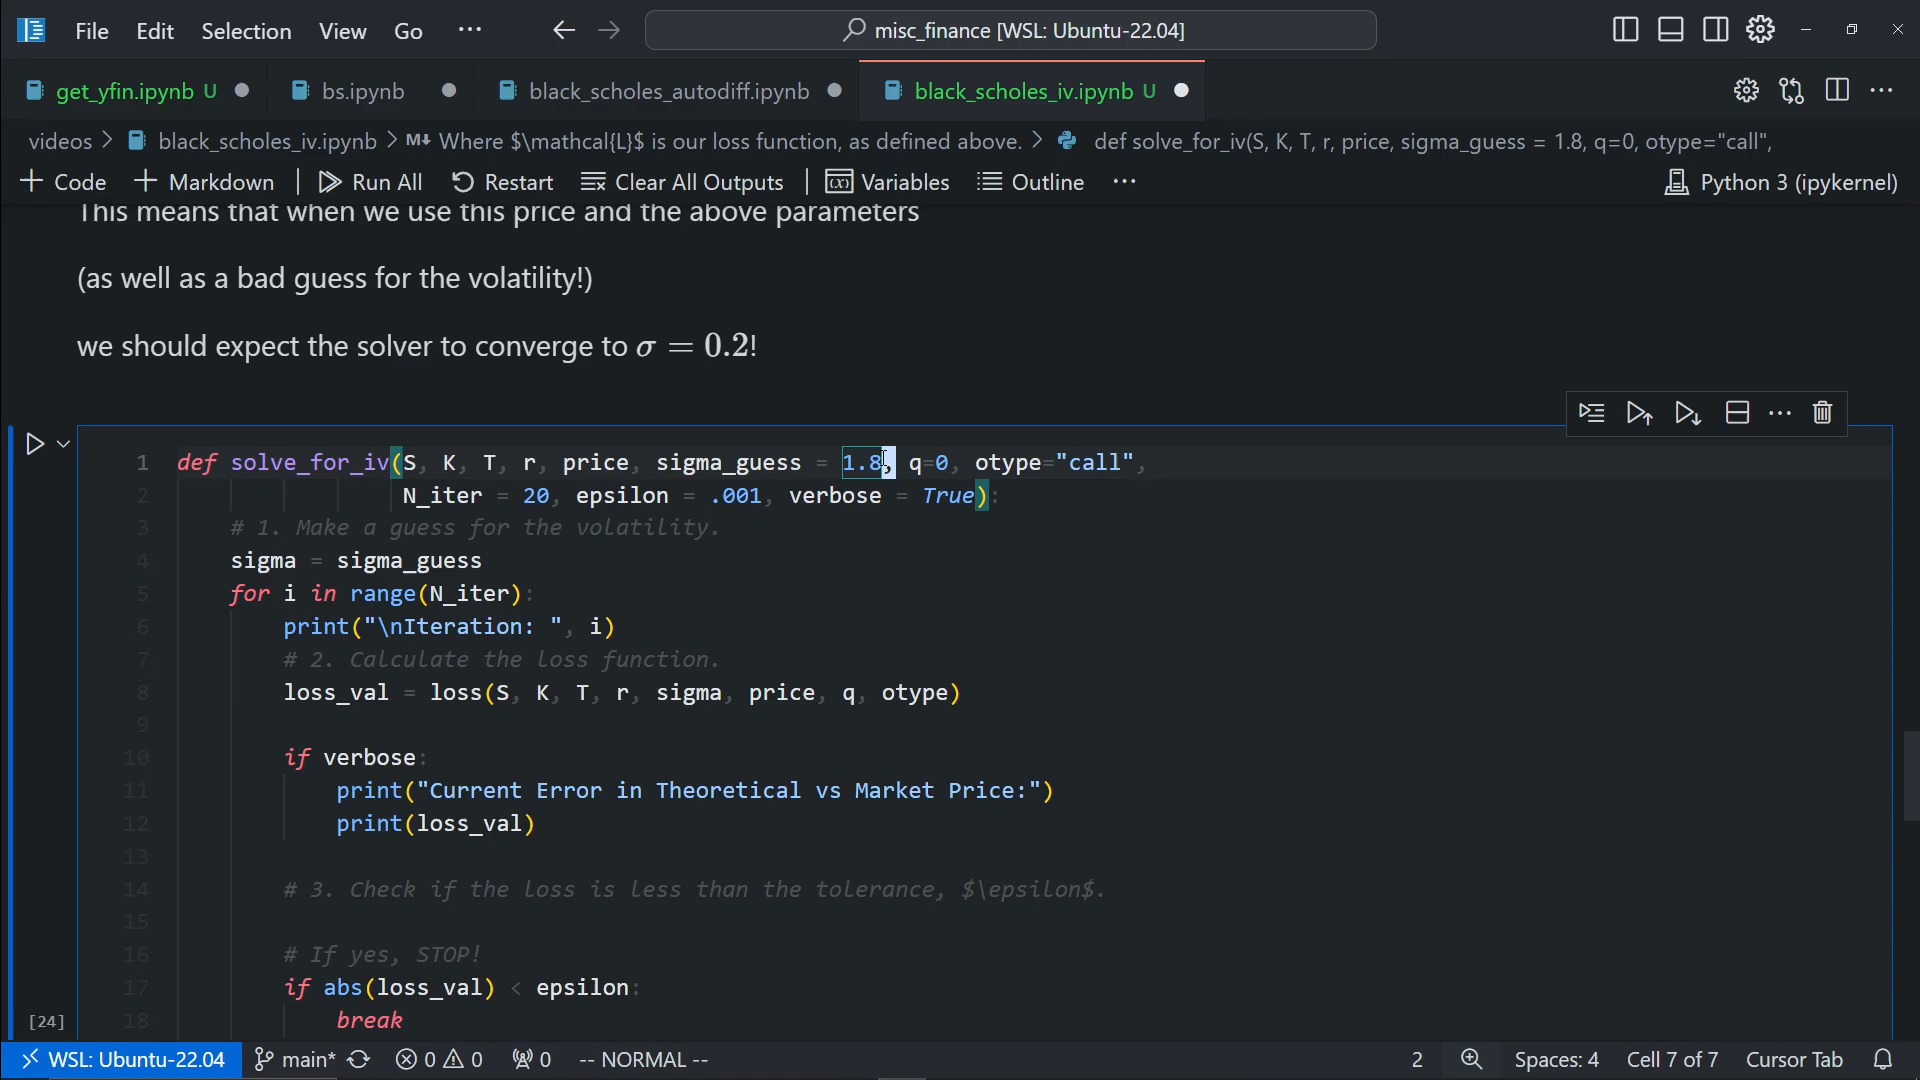 File Edit Selection View Go ··· misc_finance [WSL: Ubuntu-22.04]
get_yfin.ipynb U bs.ipynb black_scholes_autodiff.ipynb black_scholes_iv.ipynb U
videos > black_scholes_iv.ipynb > M↓ Where $\mathcal{L}$ is our loss function, as defined above. > def solve_for_iv(S, K, T, r, price, sigma_guess = 1.8, q=0, otype="call",
+ Code + Markdown | Run All Restart Clear All Outputs | Variables Outline ··· Python 3 (ipykernel)
This means that when we use this price and the above parameters
(as well as a bad guess for the volatility!)
we should expect the solver to converge to σ = 0.2!
1 def solve_for_iv(S, K, T, r, price, sigma_guess = 1.8, q=0, otype="call",
2 N_iter = 20, epsilon = .001, verbose = True):
3 # 1. Make a guess for the volatility.
4 sigma = sigma_guess
5 for i in range(N_iter):
6 print("\nIteration: ", i)
7 # 2. Calculate the loss function.
8 loss_val = loss(S, K, T, r, sigma, price, q, otype)
9
10 if verbose:
11 print("Current Error in Theoretical vs Market Price:")
12 print(loss_val)
13
14 # 3. Check if the loss is less than the tolerance, $\epsilon$.
15
16 # If yes, STOP!
17 if abs(loss_val) < epsilon:
[24] 18 break
WSL: Ubuntu-22.04 main* 0 0 0 -- NORMAL -- 2 Spaces: 4 Cell 7 of 7 Cursor Tab